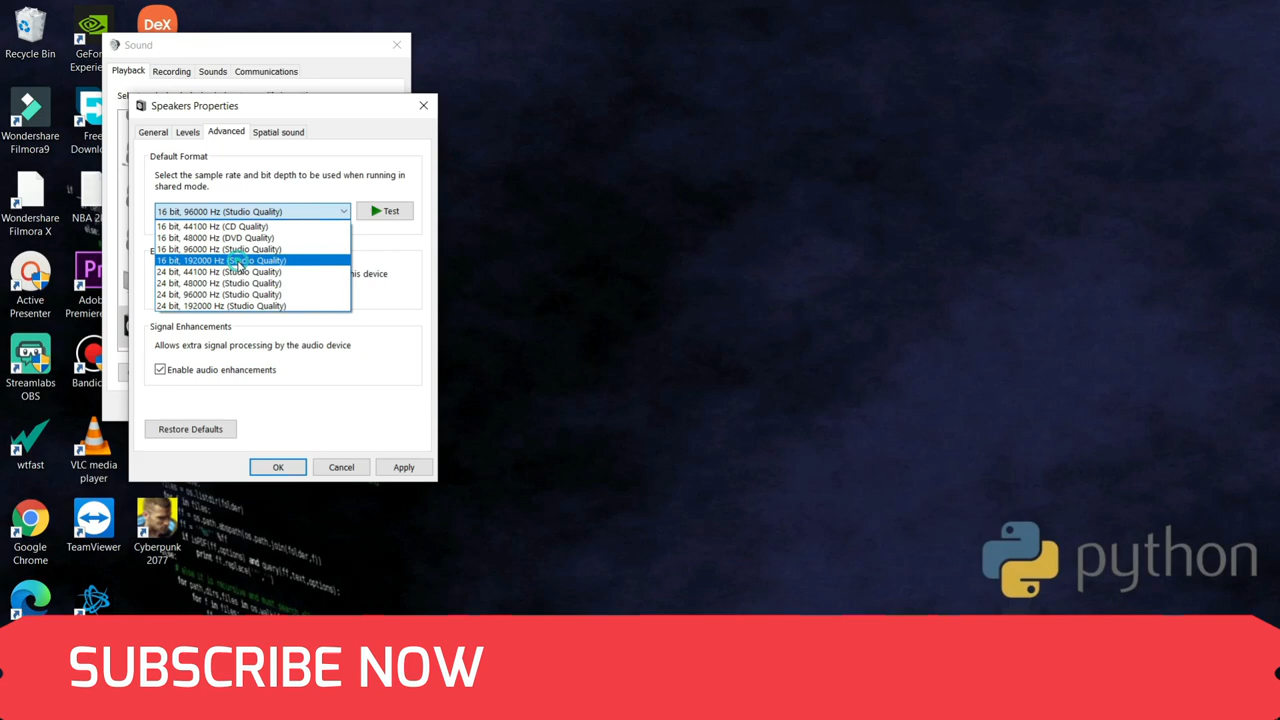 Recycle Bin
GeForce
Experie...
DeX
Wondershare
Filmora9
Free
Downlo...
Wondershare
Filmora X
NBA 2
Active
Presenter
Adob
Premiere
Streamlabs
OBS
Bandic
wtfast
VLC media
player
Google
Chrome
TeamViewer
Cyberpunk
2077
Sound
Playback
Recording
Sounds
Communications
Speakers Properties
General
Levels
Advanced
Spatial sound
Default Format
Select the sample rate and bit depth to be used when running in
shared mode.
16 bit, 96000 Hz (Studio Quality)
Test
16 bit, 44100 Hz (CD Quality)
16 bit, 48000 Hz (DVD Quality)
16 bit, 96000 Hz (Studio Quality)
16 bit, 192000 Hz (Studio Quality)
24 bit, 44100 Hz (Studio Quality)
24 bit, 48000 Hz (Studio Quality)
24 bit, 96000 Hz (Studio Quality)
24 bit, 192000 Hz (Studio Quality)
his device
Signal Enhancements
Allows extra signal processing by the audio device
Enable audio enhancements
Restore Defaults
OK
Cancel
Apply
python
SUBSCRIBE NOW